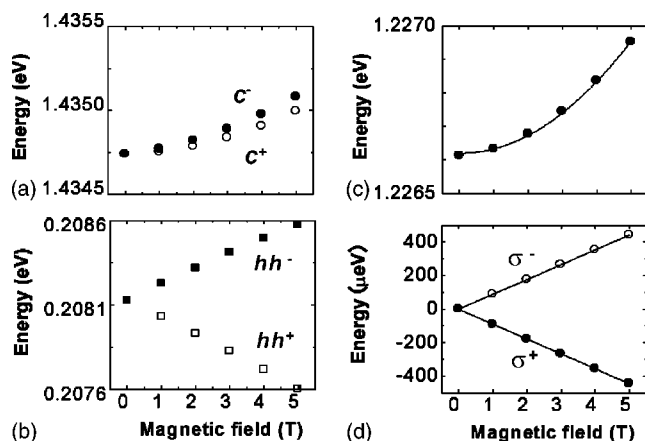 1.4355
1.4350
1.4345
Energy (eV)
C-
C+
(a)
1.2270
1.2265
Energy (eV)
(c)
0.2086
0.2081
0.2076
Energy (eV)
hh-
hh+
0 1 2 3 4 5
Magnetic field (T)
(b)
400
200
0
-200
-400
Energy (µeV)
σ-
σ+
0 1 2 3 4 5
Magnetic field (T)
(d)